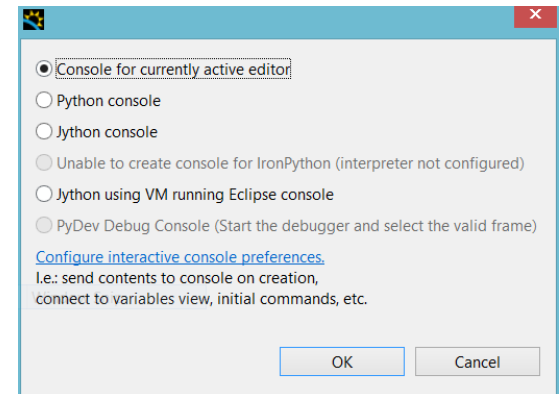 Console for currently active editor
Python console
Jython console
Unable to create console for IronPython (interpreter not configured)
Jython using VM running Eclipse console
PyDev Debug Console (Start the debugger and select the valid frame)
Configure interactive console preferences.
I.e.: send contents to console on creation,
connect to variables view, initial commands, etc.
OK Cancel